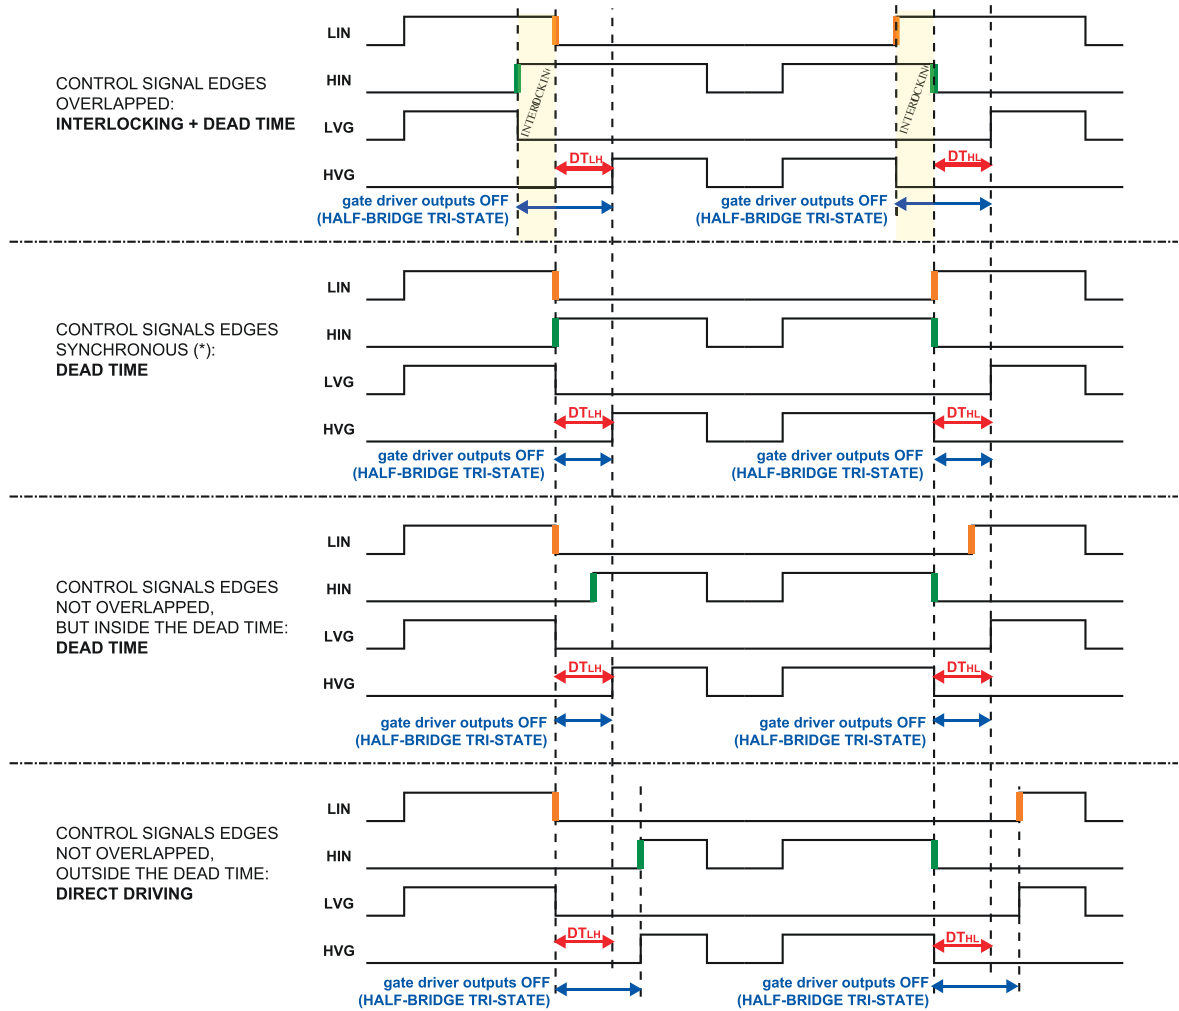 LIN
HIN
CONTROL SIGNAL EDGES
OVERLAPPED:
INTERLOCKING + DEAD TIME
INTERLOCKING
INTERLOCKING
LVG
DTLH
DTHL
HVG
gate driver outputs OFF
(HALF-BRIDGE TRI-STATE)
gate driver outputs OFF
(HALF-BRIDGE TRI-STATE)
LIN
CONTROL SIGNALS EDGES
SYNCHRONOUS (*):
DEAD TIME
HIN
LVG
DTLH
DTHL
HVG
gate driver outputs OFF
(HALF-BRIDGE TRI-STATE)
gate driver outputs OFF
(HALF-BRIDGE TRI-STATE)
LIN
CONTROL SIGNALS EDGES
NOT OVERLAPPED,
BUT INSIDE THE DEAD TIME:
DEAD TIME
HIN
LVG
DTLH
DTHL
HVG
gate driver outputs OFF
(HALF-BRIDGE TRI-STATE)
gate driver outputs OFF
(HALF-BRIDGE TRI-STATE)
LIN
CONTROL SIGNALS EDGES
NOT OVERLAPPED,
OUTSIDE THE DEAD TIME:
DIRECT DRIVING
HIN
LVG
DTLH
DTHL
HVG
gate driver outputs OFF
(HALF-BRIDGE TRI-STATE)
gate driver outputs OFF
(HALF-BRIDGE TRI-STATE)